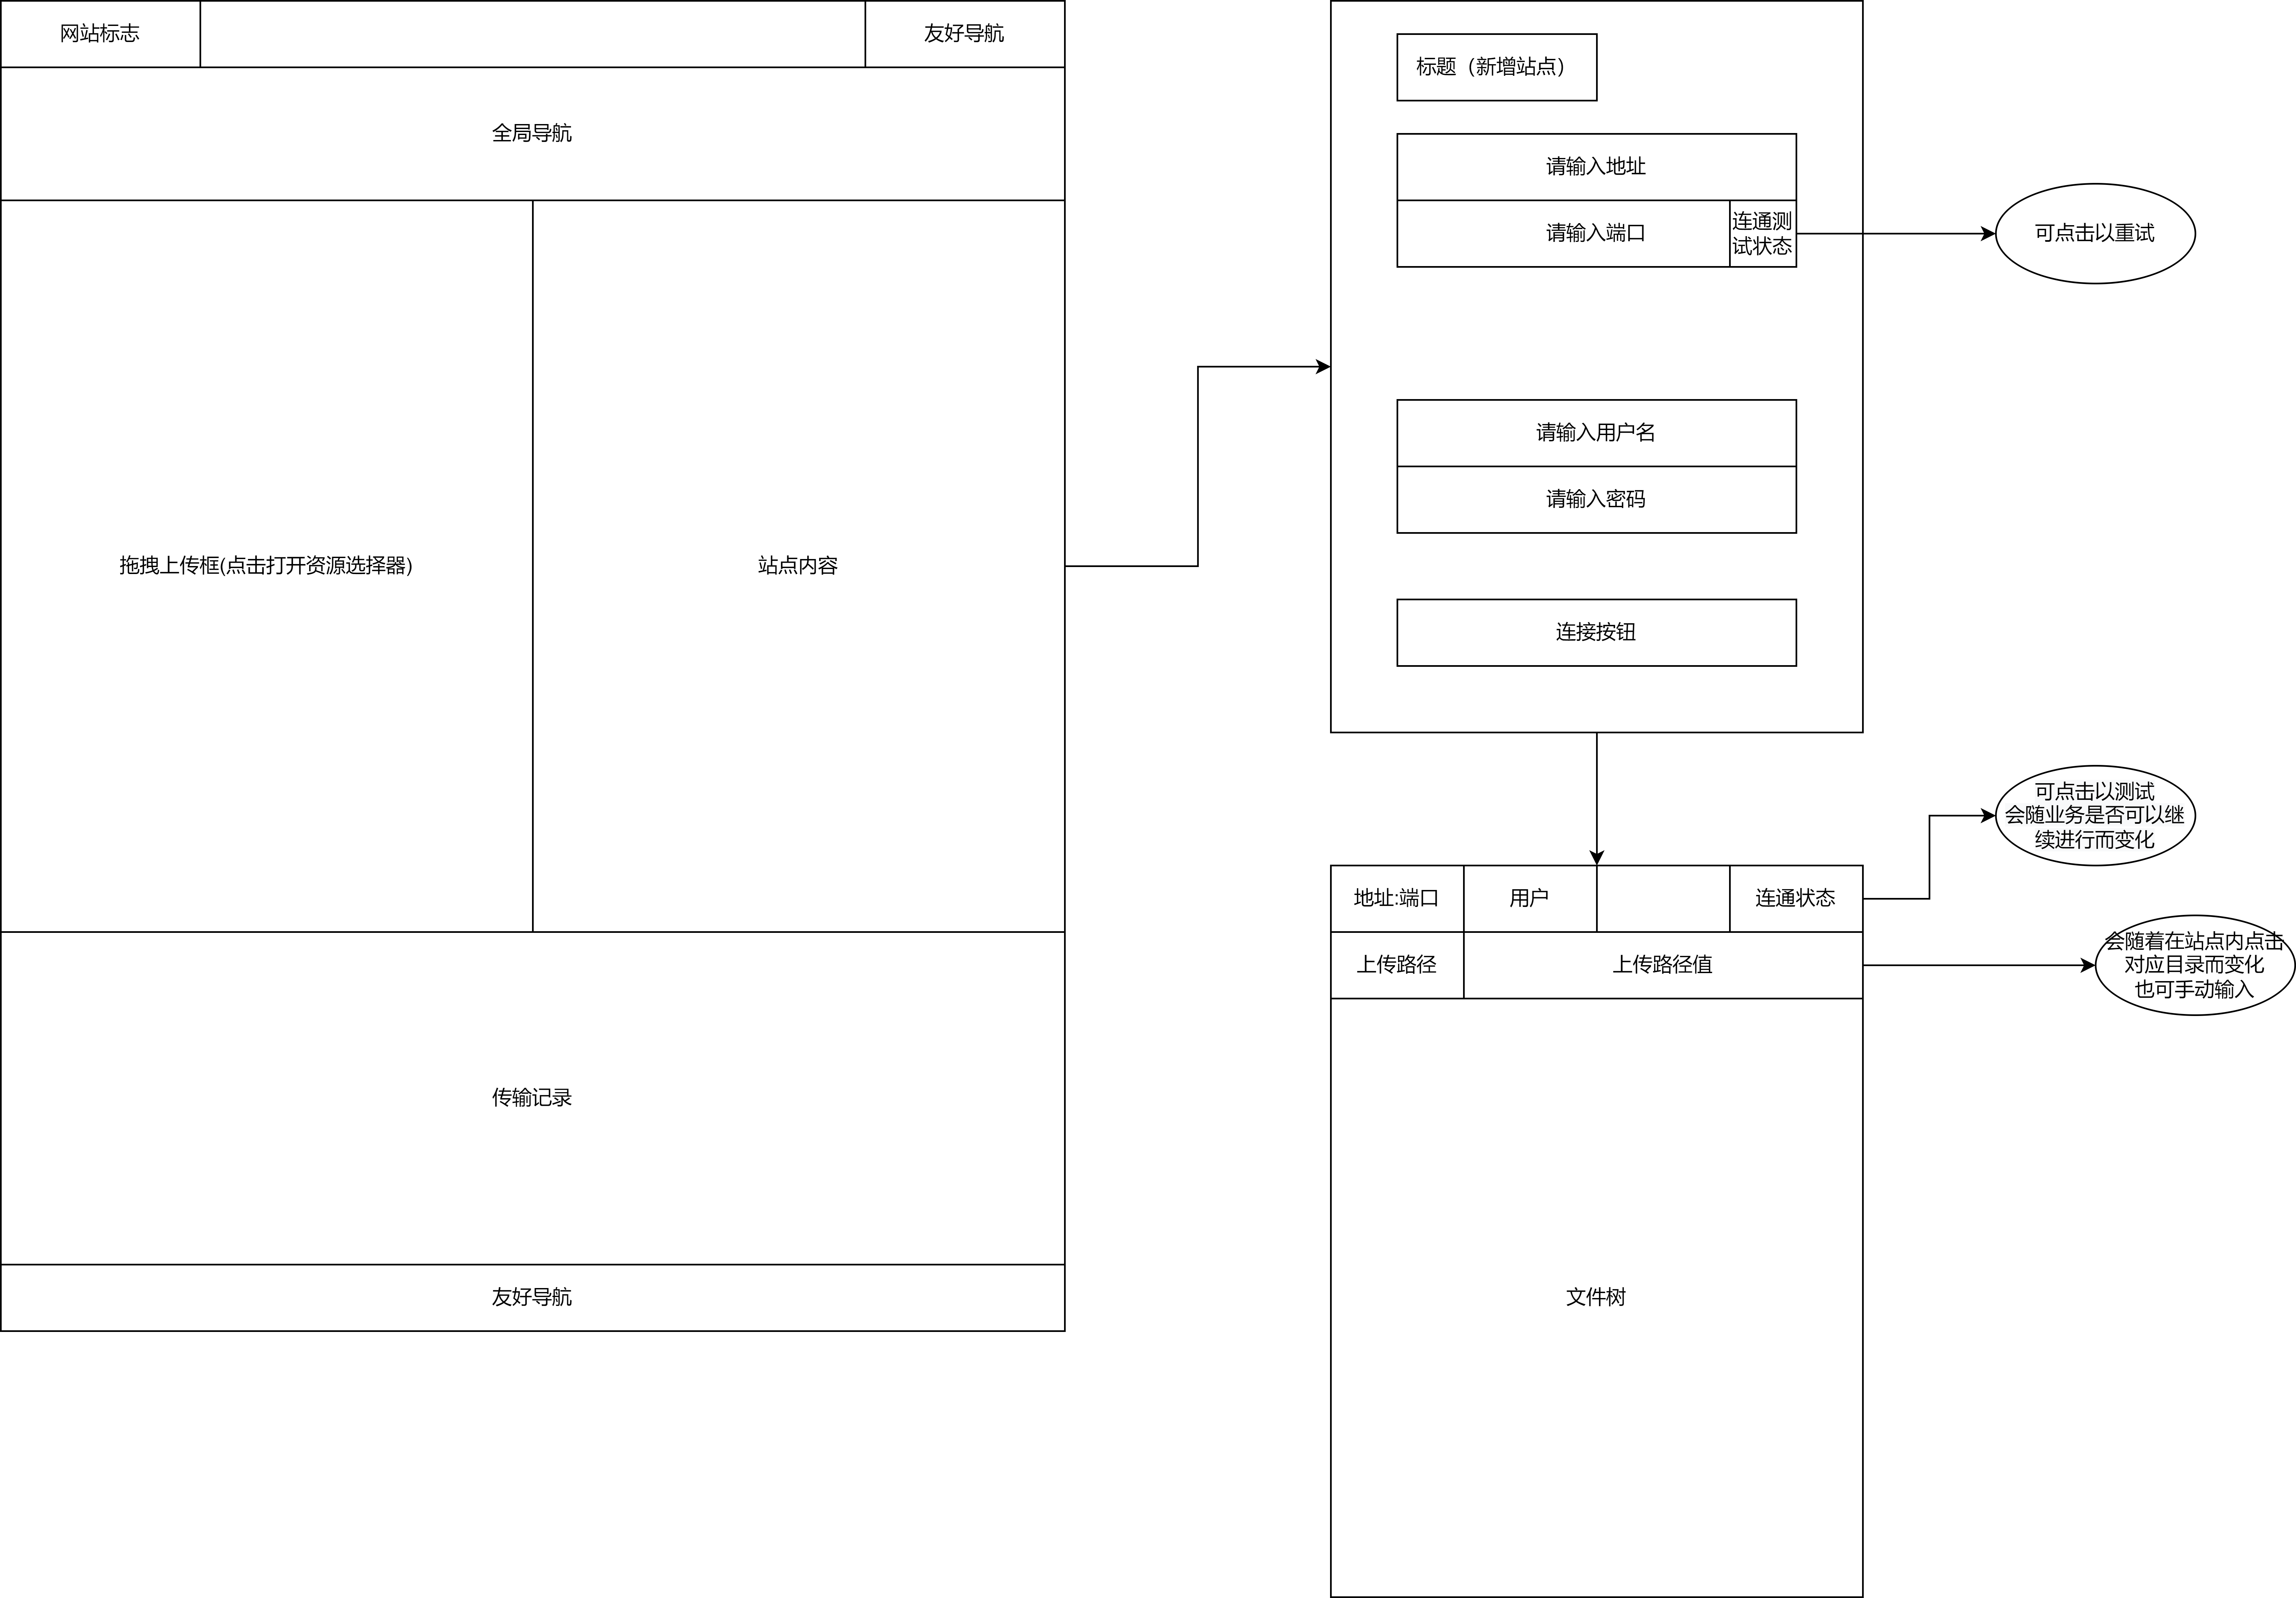 网站标志
友好导航
全局导航
拖拽上传框(点击打开资源选择器)
站点内容
传输记录
友好导航
标题（新增站点）
请输入地址
请输入端口
连通测
试状态
可点击以重试
请输入用户名
请输入密码
连接按钮
可点击以测试
会随业务是否可以继
续进行而变化
地址:端口
用户
连通状态
上传路径
上传路径值
会随着在站点内点击
对应目录而变化
也可手动输入
文件树